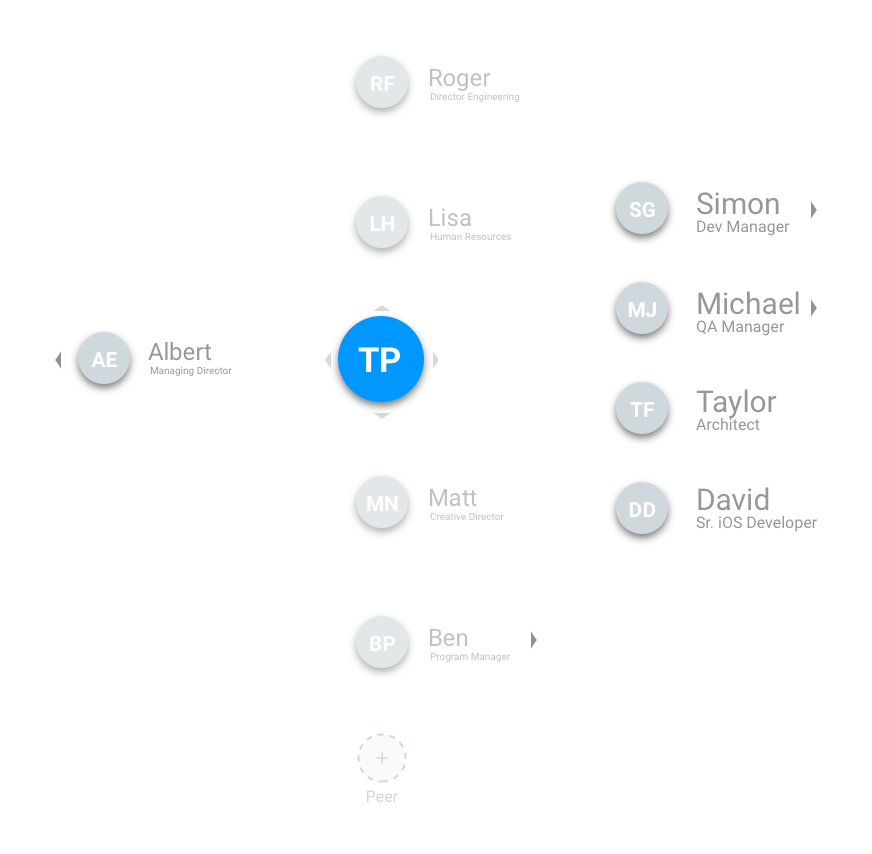 RF
Roger
Director Engineering
LH
Lisa
Human Resources
SG
Simon
Dev Manager
MJ
Michael
QA Manager
AE
Albert
Managing Director
TP
TF
Taylor
Architect
MN
Matt
Creative Director
DD
David
Sr. iOS Developer
BP
Ben
Program Manager
+
Peer